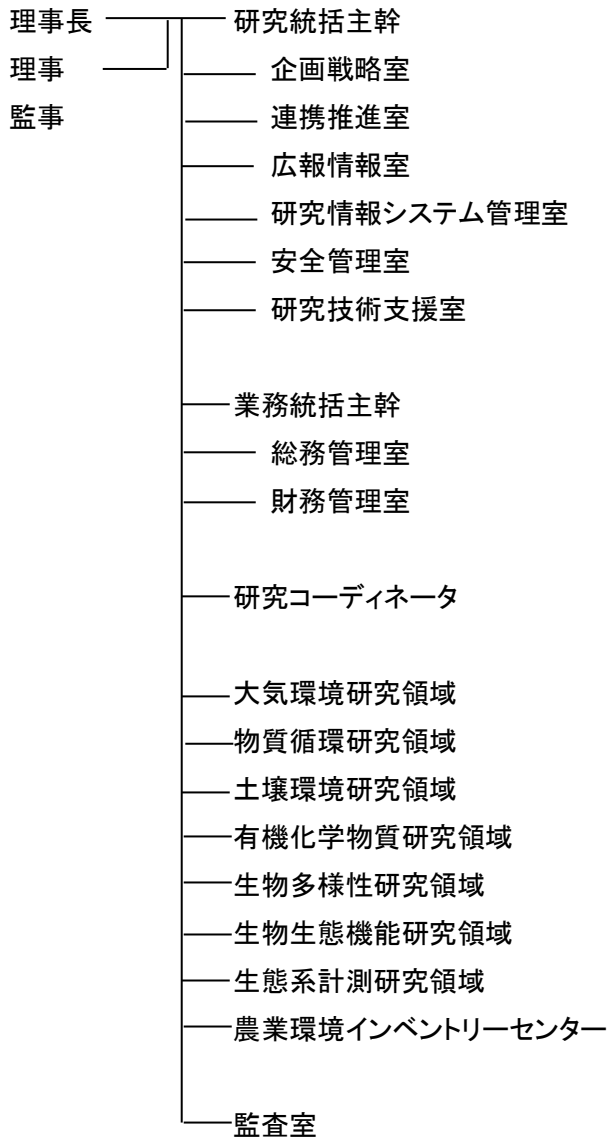 理事長 研究統括主幹
理事 企画戦略室
監事 連携推進室
広報情報室
研究情報システム管理室
安全管理室
研究技術支援室
業務統括主幹
総務管理室
財務管理室
研究コーディネータ
大気環境研究領域
物質循環研究領域
土壌環境研究領域
有機化学物質研究領域
生物多様性研究領域
生物生態機能研究領域
生態系計測研究領域
農業環境インベントリーセンター
監査室